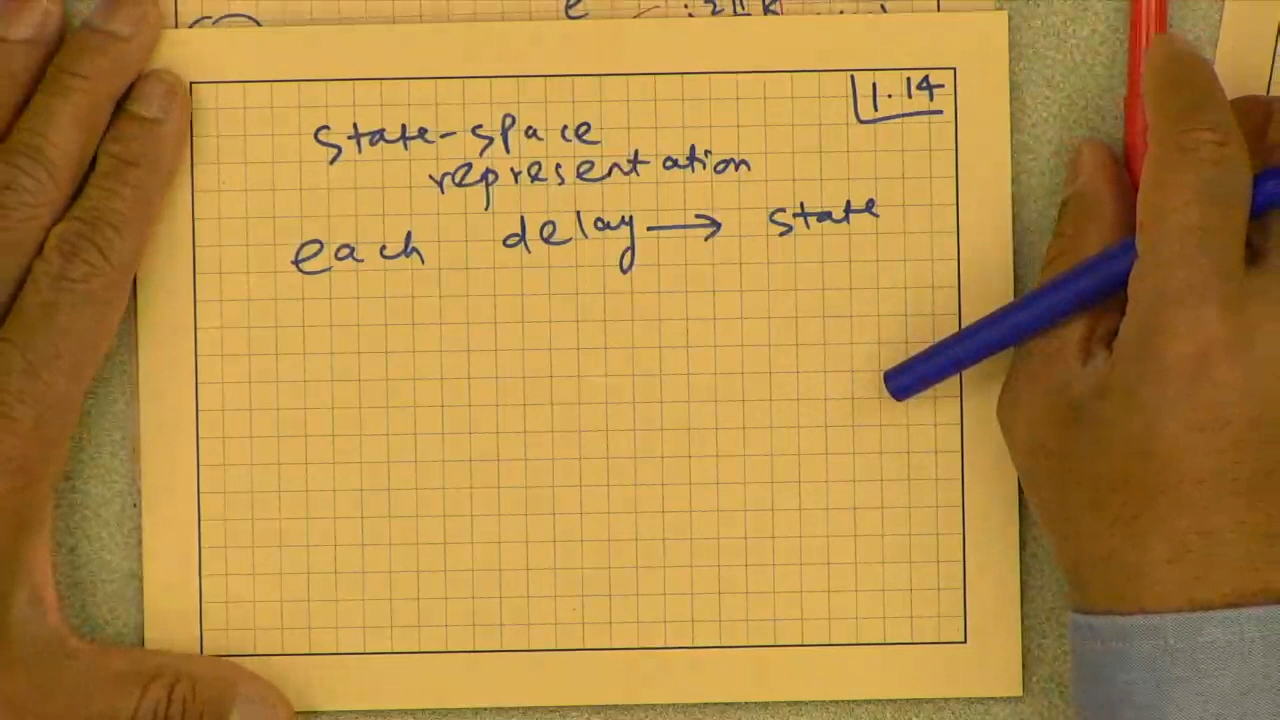 1.14
state-space
representation
each delay → state